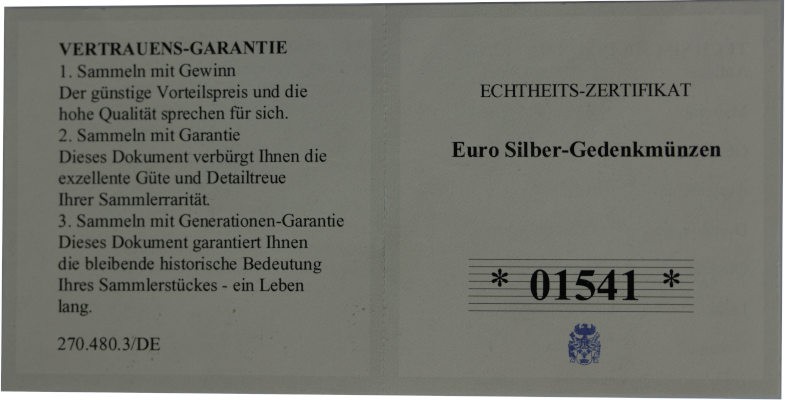 VERTRAUENS-GARANTIE
1. Sammeln mit Gewinn
Der günstige Vorteilspreis und die
hohe Qualität sprechen für sich.
2. Sammeln mit Garantie
Dieses Dokument verbürgt Ihnen die
exzellente Güte und Detailtreue
Ihrer Sammlerrarität.
3. Sammeln mit Generationen-Garantie
Dieses Dokument garantiert Ihnen
die bleibende historische Bedeutung
Ihres Sammlerstückes - ein Leben
lang.
270.480.3/DE
ECHTHEITS-ZERTIFIKAT
Euro Silber-Gedenkmünzen
* 01541 *